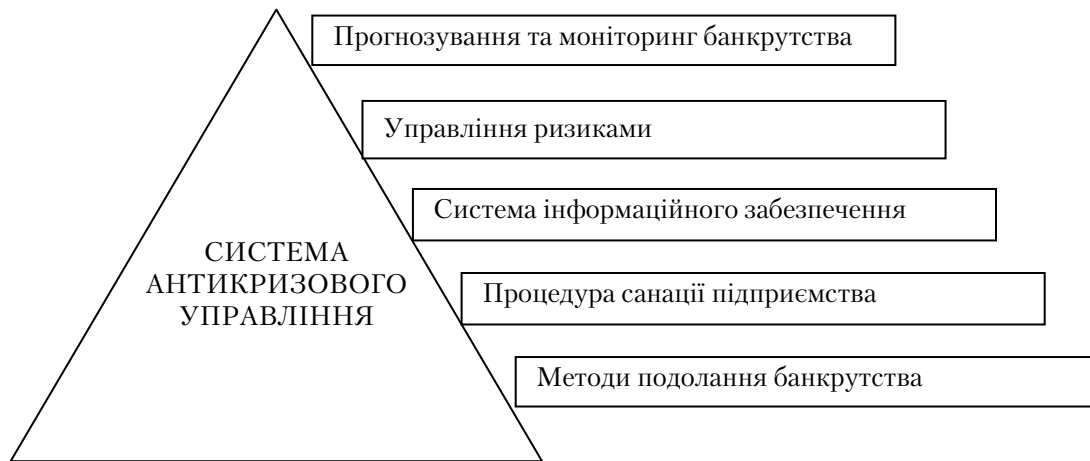 Прогнозування та моніторинг банкрутства
Управління ризиками
Система інформаційного забезпечення
СИСТЕМА
АНТИКРИЗОВОГО
УПРАВЛІННЯ
Процедура санації підприємства
Методи подолання банкрутства